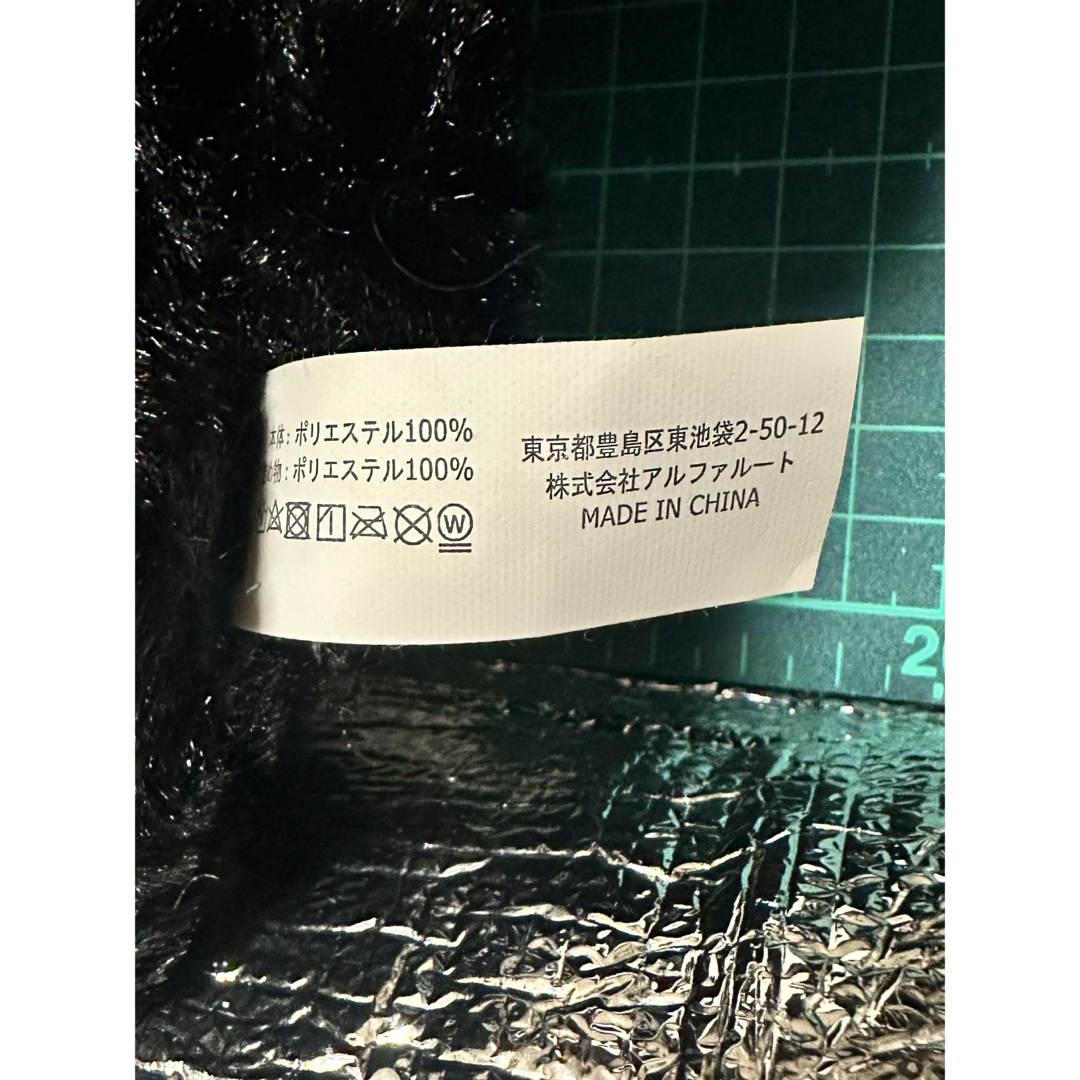 本体 : ポリエステル100%
物 : ポリエステル100%
W
東京都豊島区東池袋2-50-12
株式会社アルファルート
MADE IN CHINA
2